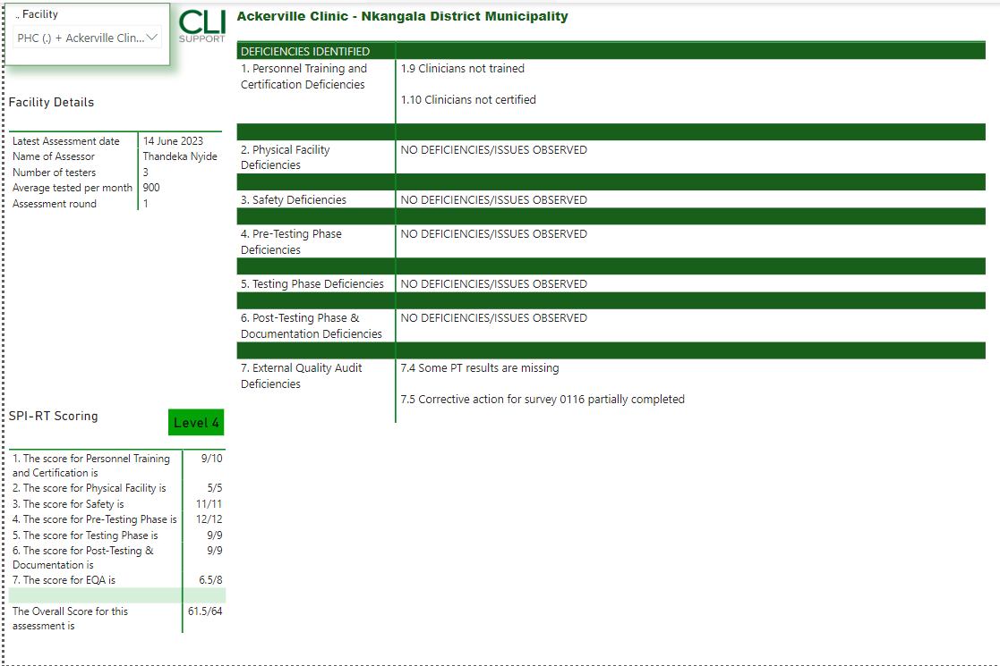 ., Facility
PHC (.) + Ackerville Clin...
CLI
SUPPORT
Ackerville Clinic - Nkangala District Municipality
Facility Details
Latest Assessment date 14 June 2023
Name of Assessor Thandeka Nyide
Number of testers 3
Average tested per month 900
Assessment round 1
SPI-RT Scoring
Level 4
1. The score for Personnel Training 9/10
and Certification is
2. The score for Physical Facility is 5/5
3. The score for Safety is 11/11
4. The score for Pre-Testing Phase is 12/12
5. The score for Testing Phase is 9/9
6. The score for Post-Testing & 9/9
Documentation is
7. The score for EQA is 6.5/8
The Overall Score for this 61.5/64
assessment is
DEFICIENCIES IDENTIFIED
1. Personnel Training and 1.9 Clinicians not trained
Certification Deficiencies
1.10 Clinicians not certified
2. Physical Facility NO DEFICIENCIES/ISSUES OBSERVED
Deficiencies
3. Safety Deficiencies NO DEFICIENCIES/ISSUES OBSERVED
4. Pre-Testing Phase NO DEFICIENCIES/ISSUES OBSERVED
Deficiencies
5. Testing Phase Deficiencies NO DEFICIENCIES/ISSUES OBSERVED
6. Post-Testing Phase & NO DEFICIENCIES/ISSUES OBSERVED
Documentation Deficiencies
7. External Quality Audit 7.4 Some PT results are missing
Deficiencies
7.5 Corrective action for survey 0116 partially completed